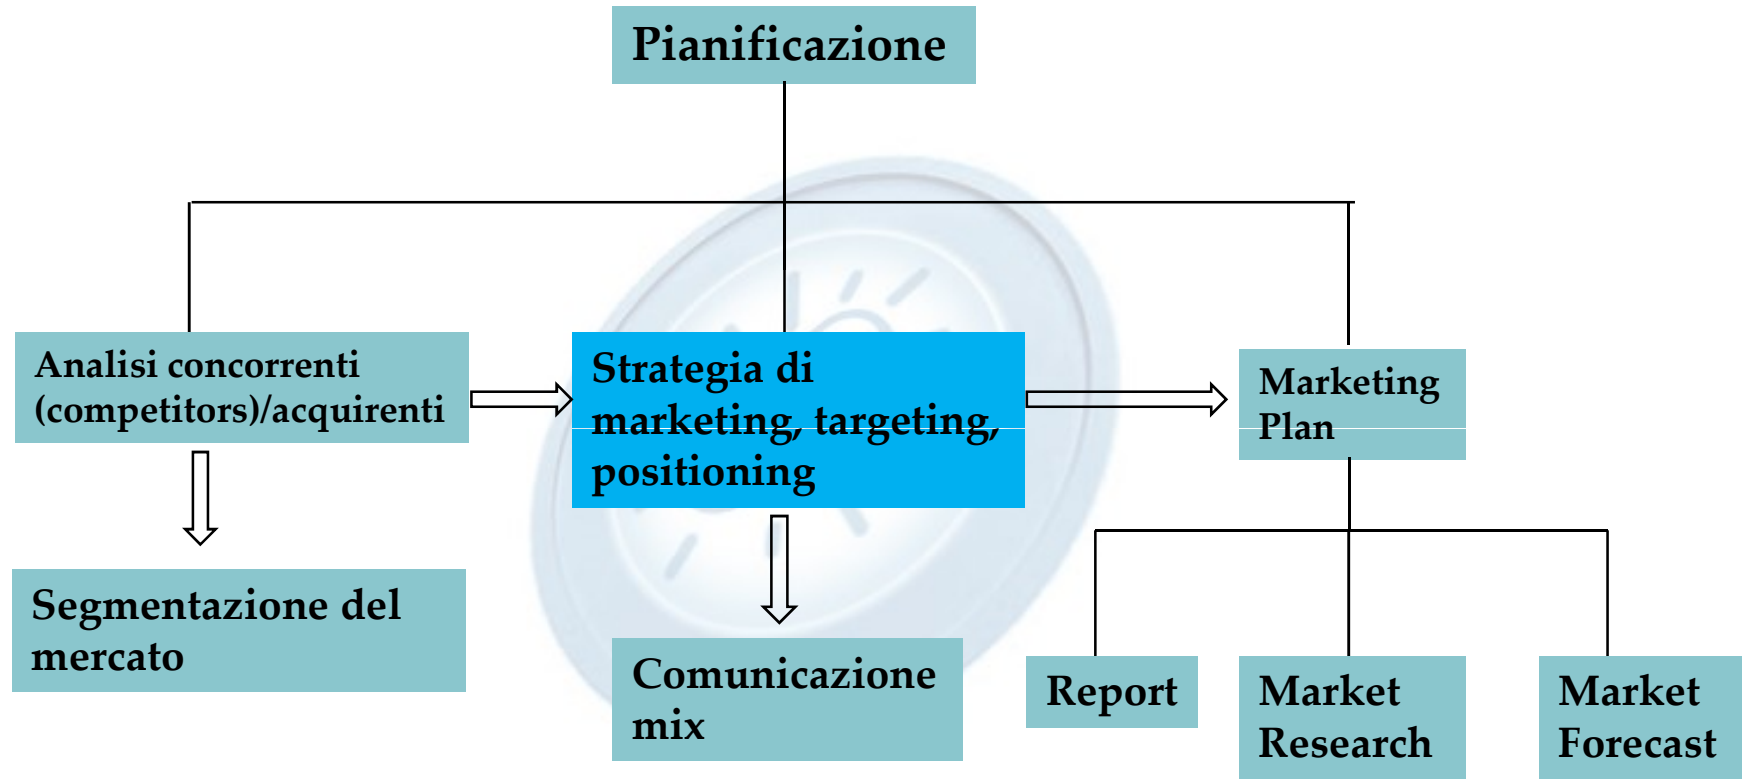 Pianificazione
Analisi concorrenti
(competitors)/acquirenti
Strategia di
marketing, targeting,
positioning
Marketing
Plan
Segmentazione del
mercato
Comunicazione
mix
Report
Market
Research
Market
Forecast